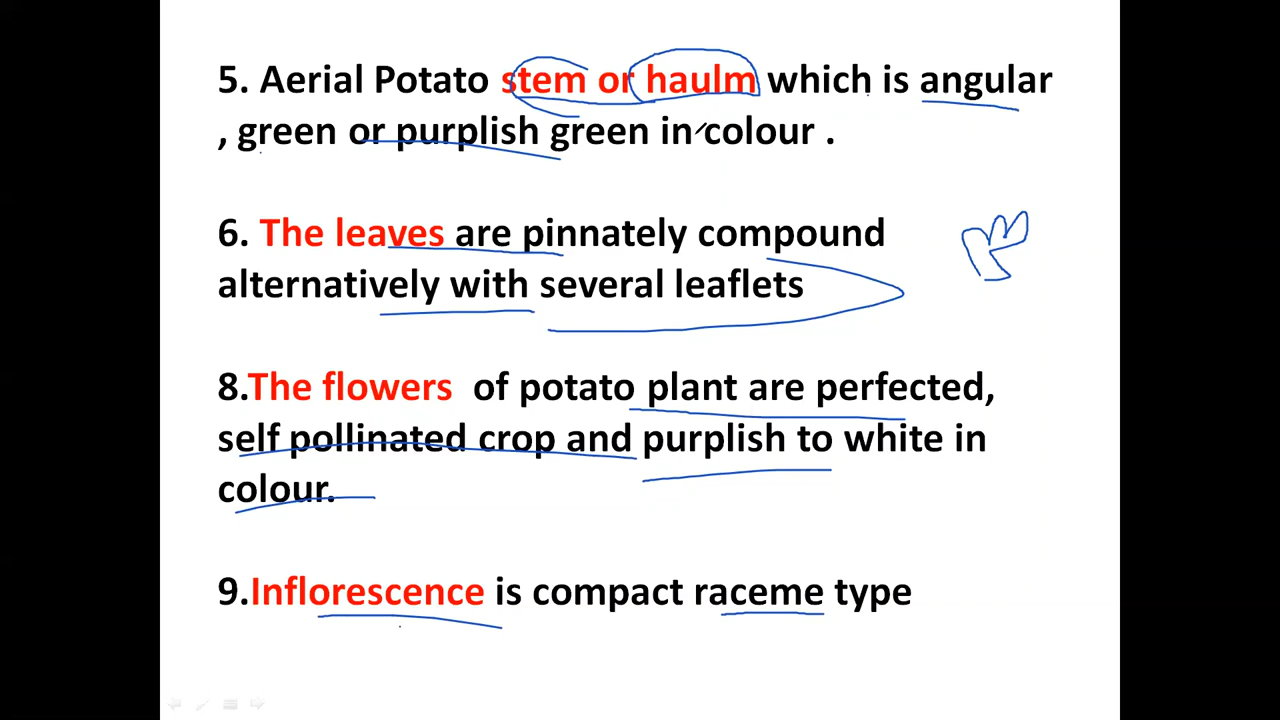 5. Aerial Potato stem or haulm which is angular
, green or purplish green in colour .
6. The leaves are pinnately compound
alternatively with several leaflets
8.The flowers of potato plant are perfected,
self pollinated crop and purplish to white in
colour.
9.Inflorescence is compact raceme type